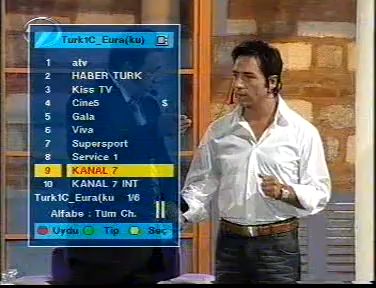 Turk1C_Eura(ku)
1 atv
2 HABER TURK
3 Kiss TV
4 Cine5 $
5 Gala
6 Viva
7 Supersport
8 Service 1
9 KANAL 7
10 KANAL 7 INT
Turk1C_Eura(ku 1/6
Alfabe : Tüm Ch.
Uydu Tip Seç